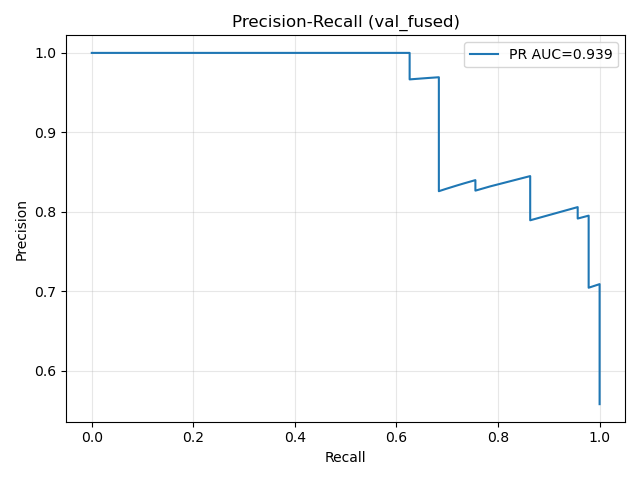 Precision-Recall (val_fused)
PR AUC=0.939
1.0
0.9
0.8
0.7
0.6
Precision
0.0 0.2 0.4 0.6 0.8 1.0
Recall